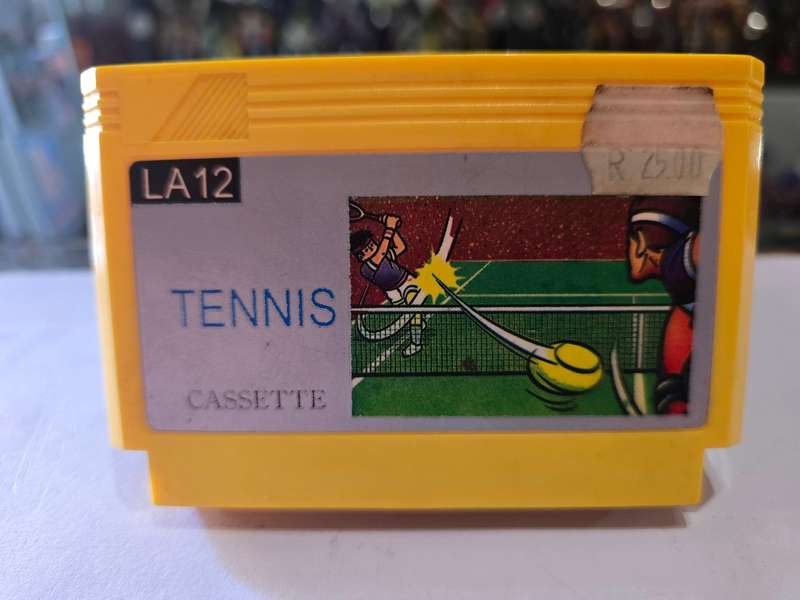 R 25.00
LA12
TENNIS
CASSETTE